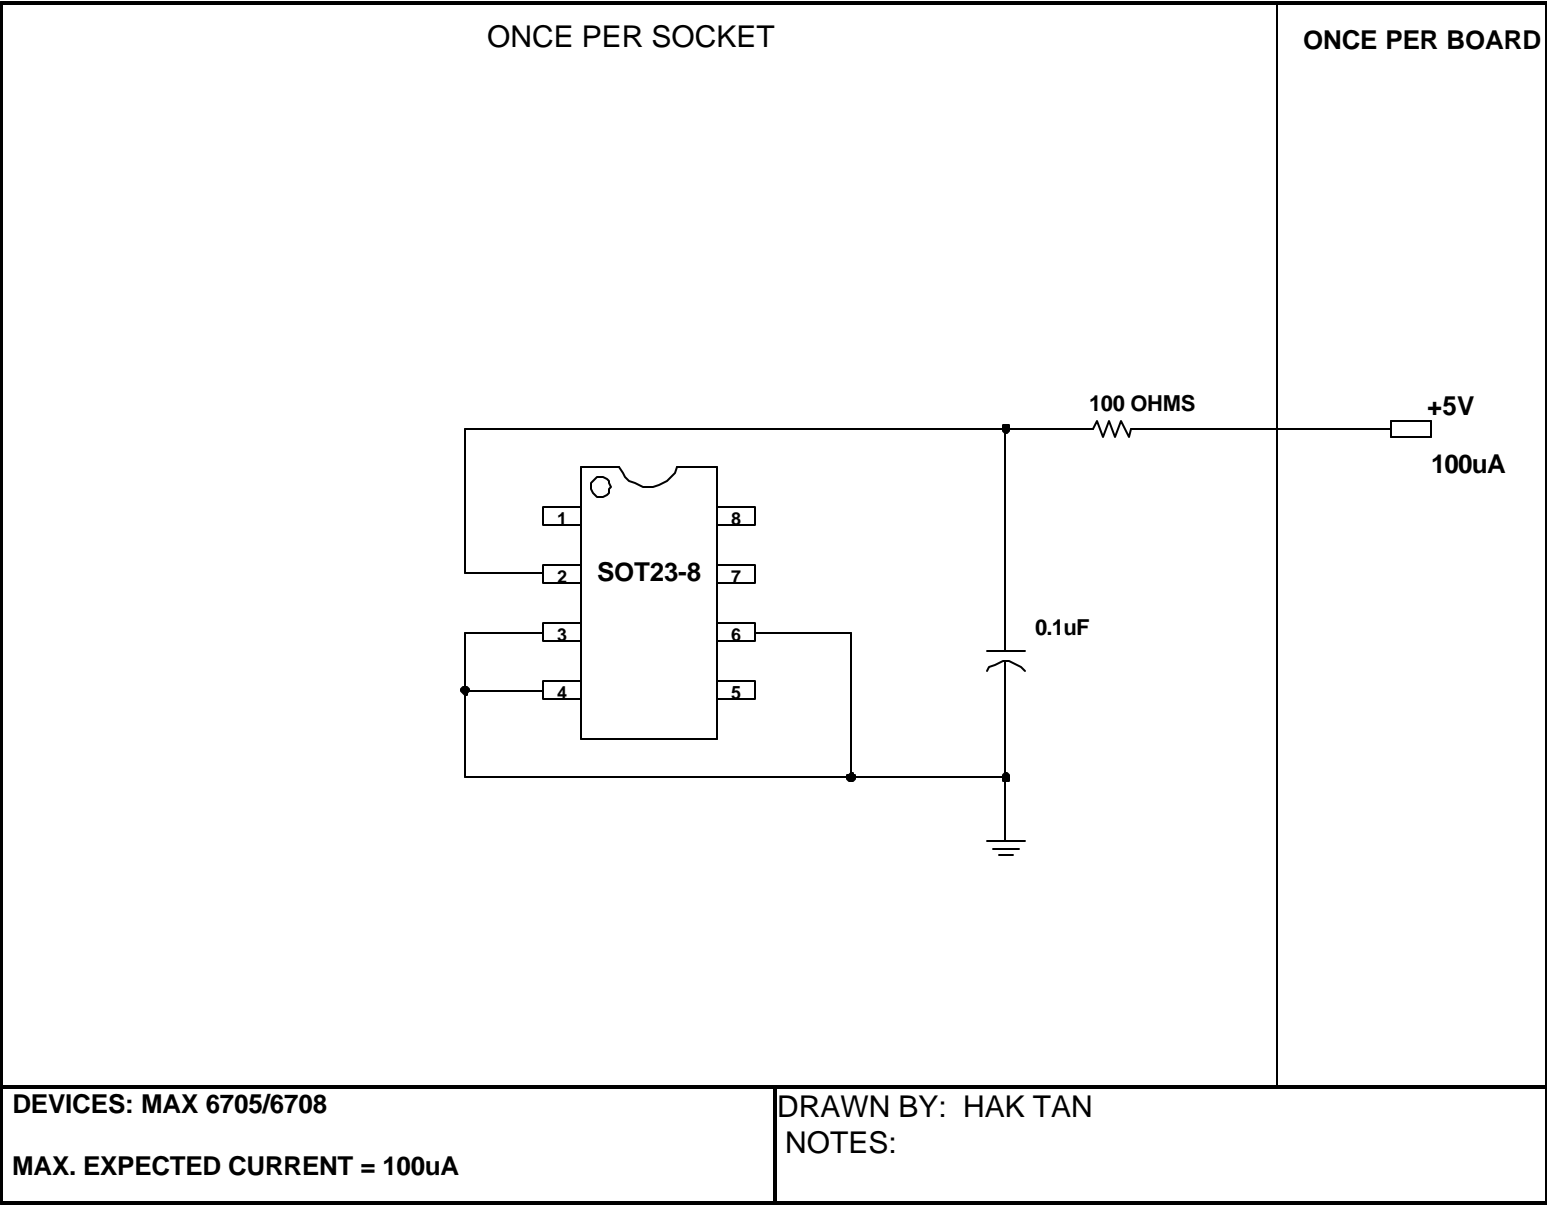 ONCE PER SOCKET
ONCE PER BOARD
100 OHMS
+5V
100uA
1
8
2
SOT23-8
7
3
6
0.1uF
4
5
DEVICES: MAX 6705/6708
MAX. EXPECTED CURRENT = 100uA
DRAWN BY: HAK TAN
NOTES: